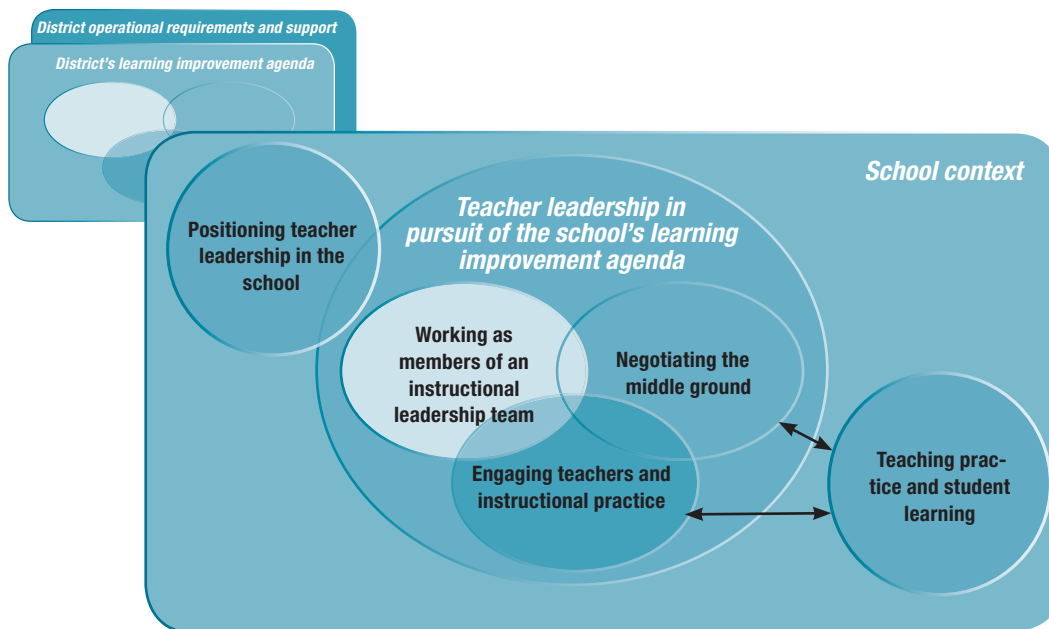 District operational requirements and support
District's learning improvement agenda
School context
Teacher leadership in
pursuit of the school’s learning
improvement agenda
Positioning teacher
leadership in the
school
Working as
members of an
instructional
leadership team
Negotiating the
middle ground
Engaging teachers and
instructional practice
Teaching prac-
tice and student
learning